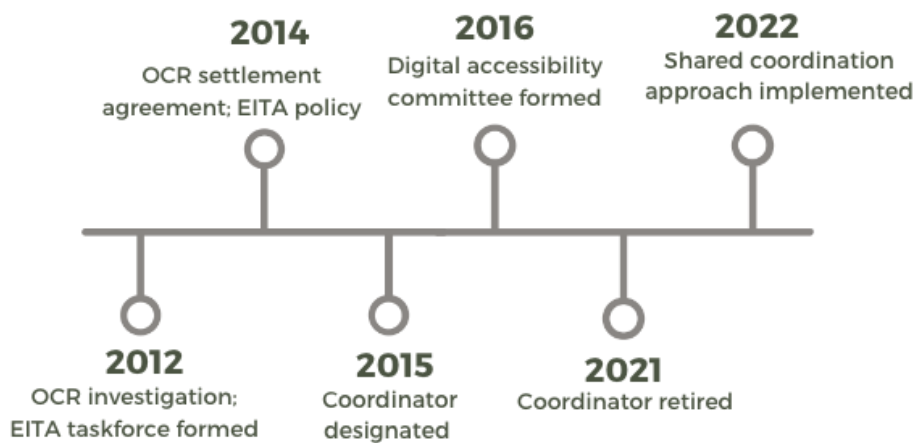 2014
OCR settlement
agreement; EITA policy
2016
Digital accessibility
committee formed
2022
Shared coordination
approach implemented
2012
OCR investigation;
EITA taskforce formed
2015
Coordinator
designated
2021
Coordinator retired